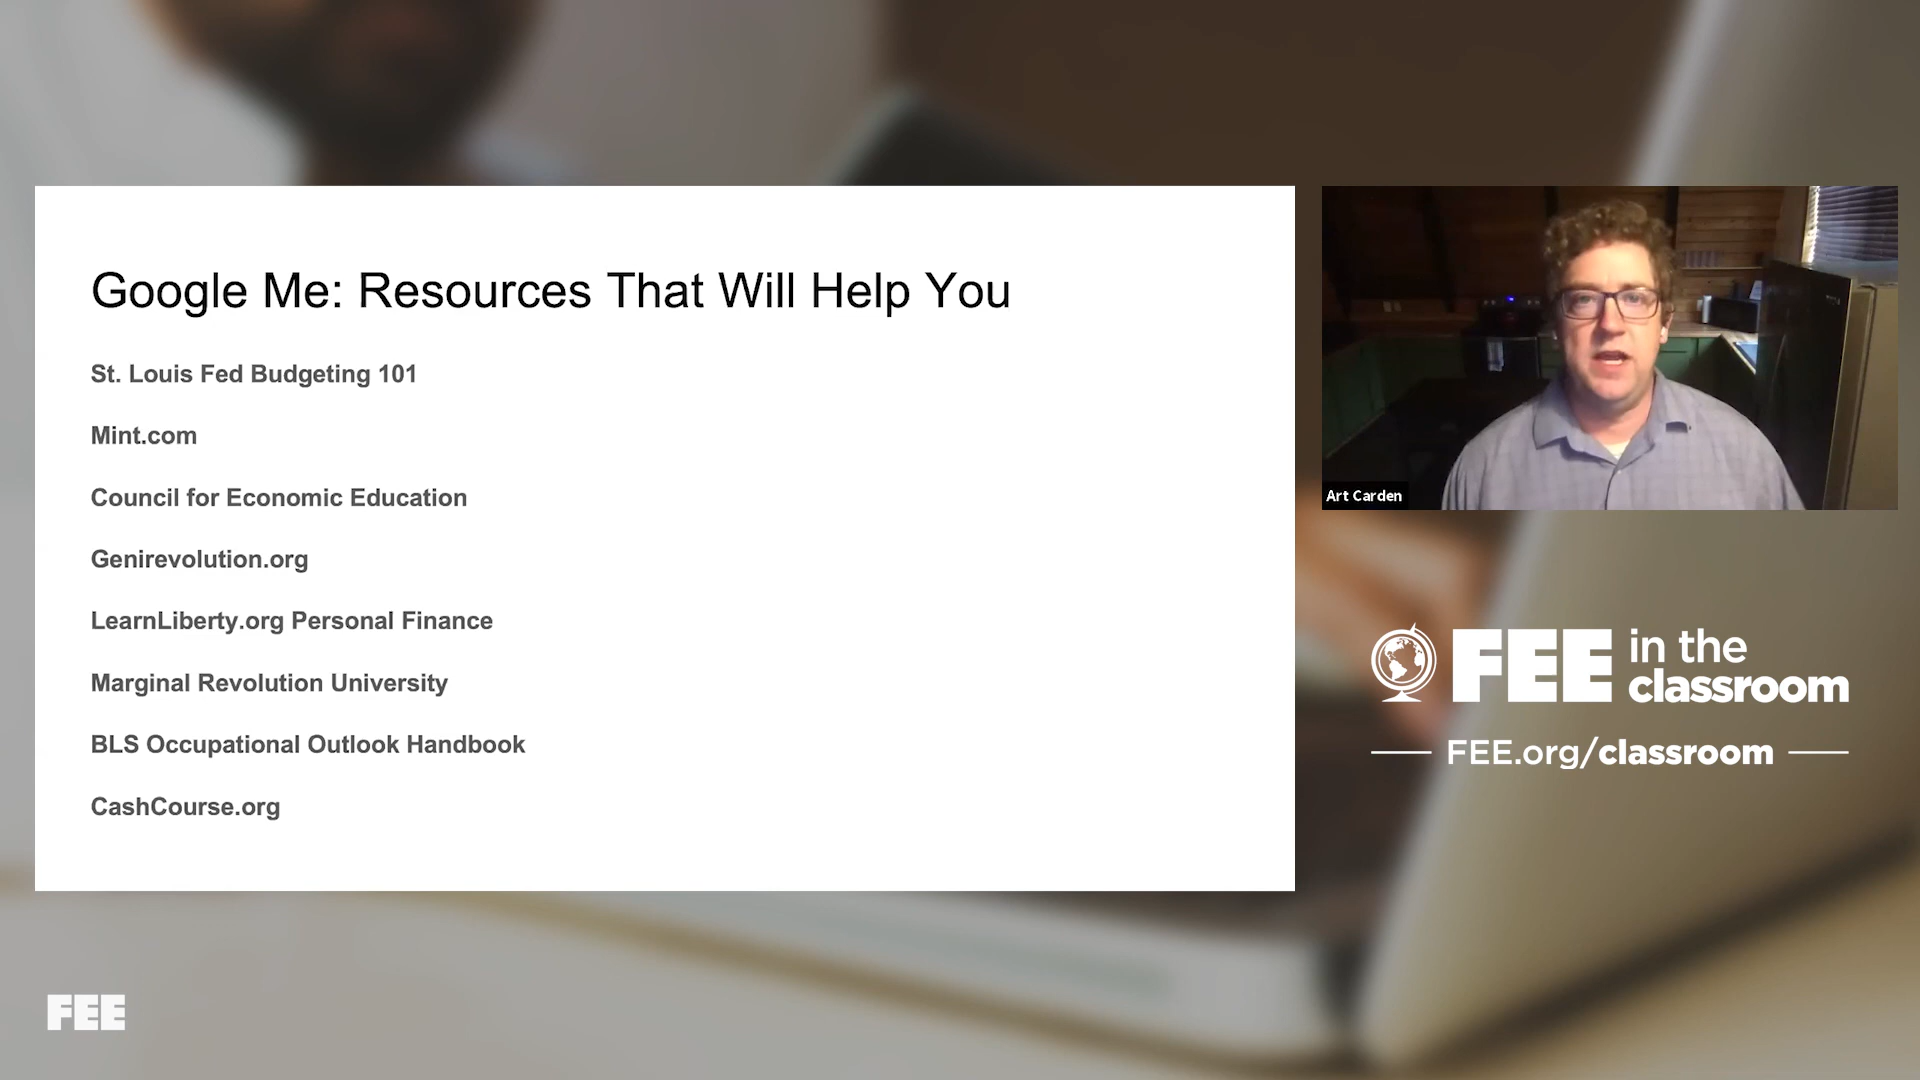 Google Me: Resources That Will Help You
St. Louis Fed Budgeting 101
Mint.com
Council for Economic Education
Genirevolution.org
LearnLiberty.org Personal Finance
Marginal Revolution University
BLS Occupational Outlook Handbook
CashCourse.org
Art Carden
FEE in the
classroom
FEE.org/classroom
FEE